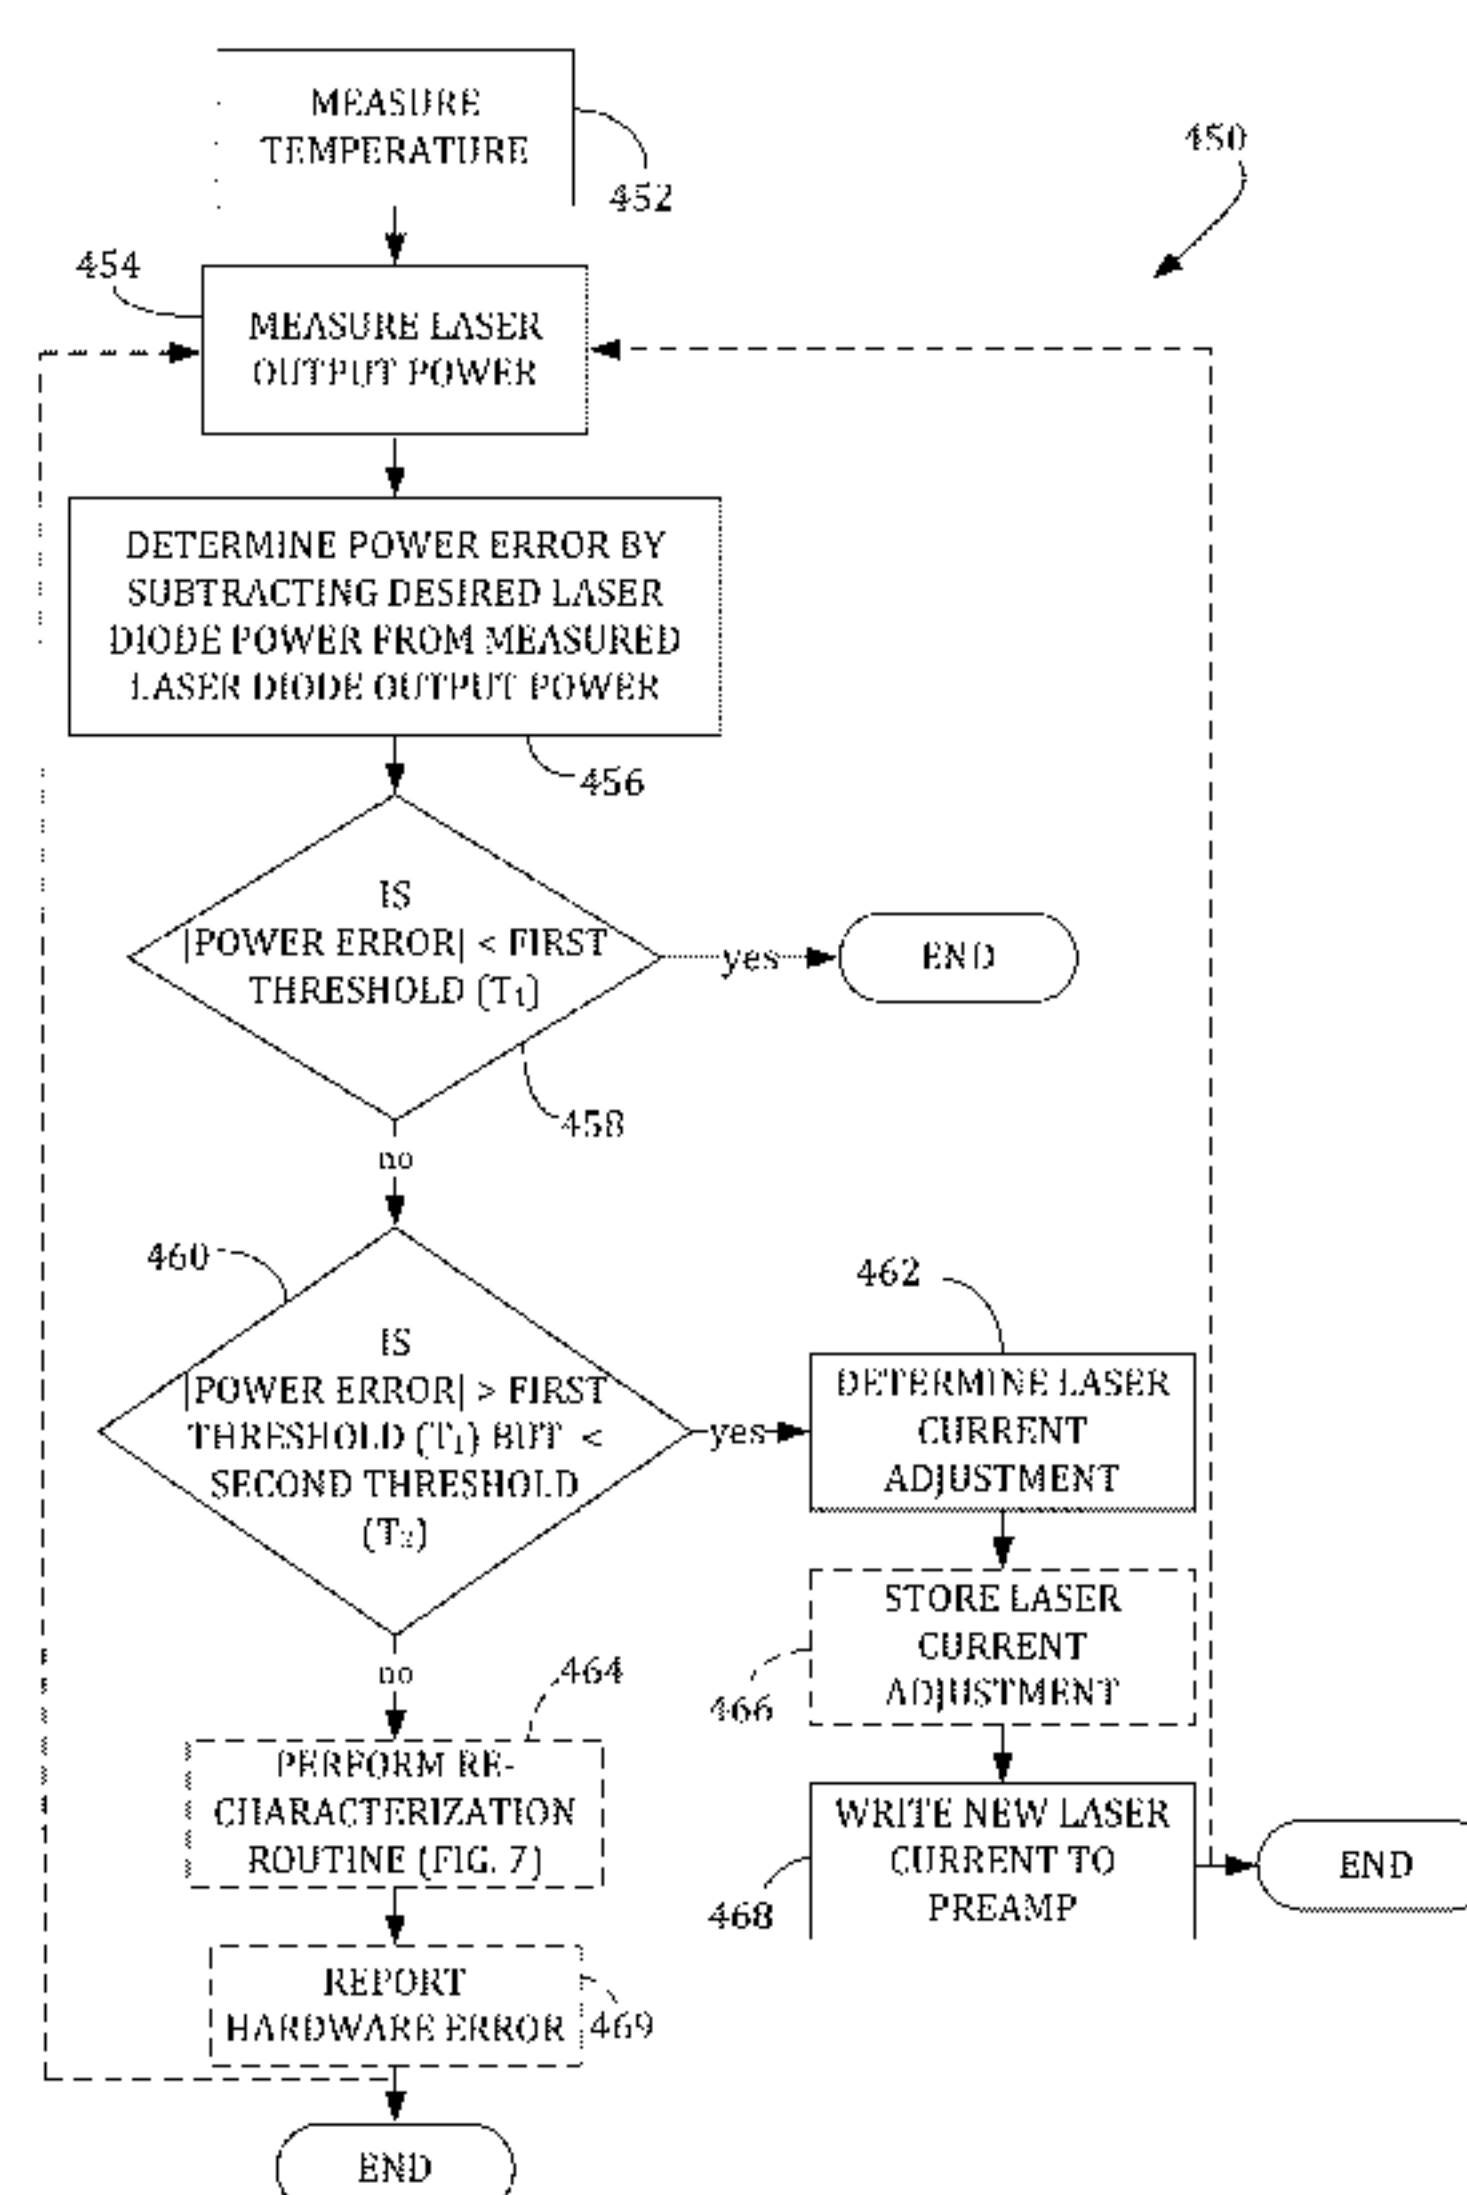 MEASURE
TEMPERATURE
452
450
454
MEASURE LASER
OUTPUT POWER
DETERMINE POWER ERROR BY
SUBTRACTING DESIRED LASER
DIODE POWER FROM MEASURED
LASER DIODE OUTPUT POWER
456
IS
|POWER ERROR| < FIRST
THRESHOLD (T₁)
yes
END
458
no
460
IS
|POWER ERROR| > FIRST
THRESHOLD (T₁) BUT <
SECOND THRESHOLD
(T₂)
yes
462
DETERMINE LASER
CURRENT
ADJUSTMENT
STORE LASER
CURRENT
ADJUSTMENT
466
no
464
PERFORM RE-
CHARACTERIZATION
ROUTINE (FIG. 7)
WRITE NEW LASER
CURRENT TO
PREAMP
468
END
REPORT
HARDWARE ERROR
469
END